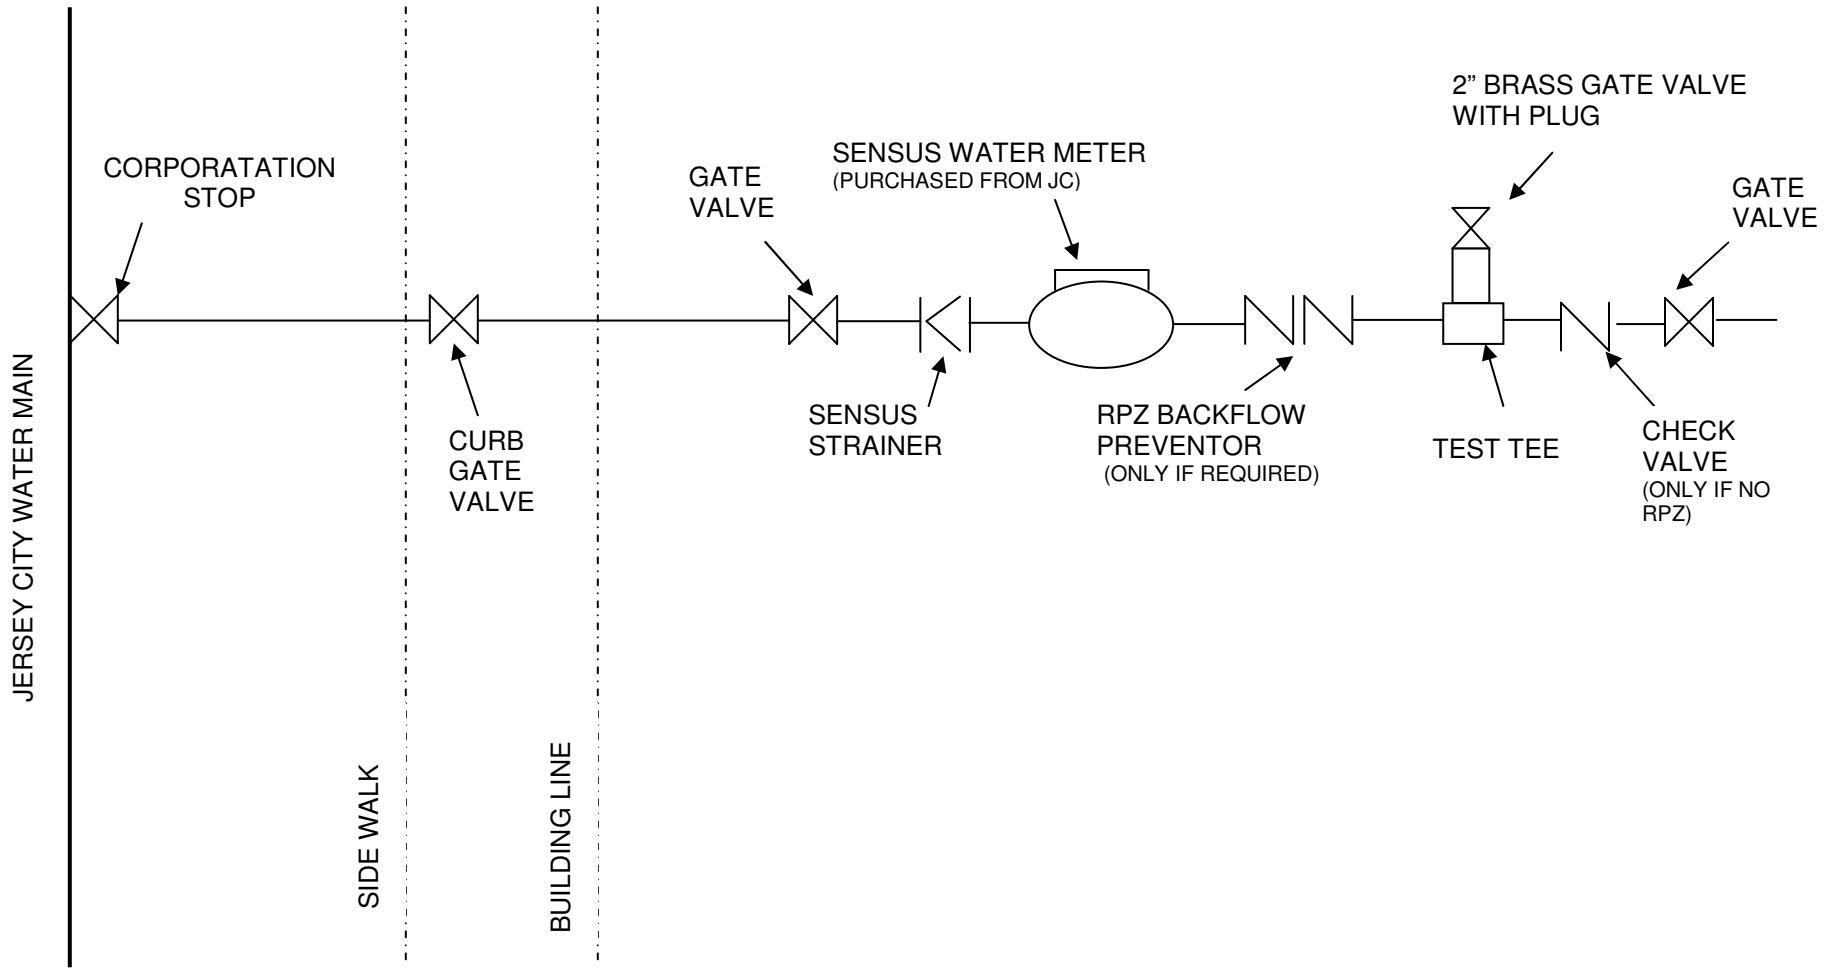 2” BRASS GATE VALVE
WITH PLUG
CORPORATATION
STOP
GATE
VALVE
SENSUS WATER METER
(PURCHASED FROM JC)
GATE
VALVE
JERSEY CITY WATER MAIN
CURB
GATE
VALVE
SENSUS
STRAINER
RPZ BACKFLOW
PREVENTOR
(ONLY IF REQUIRED)
TEST TEE
CHECK
VALVE
(ONLY IF NO
RPZ)
SIDE WALK
BUILDING LINE